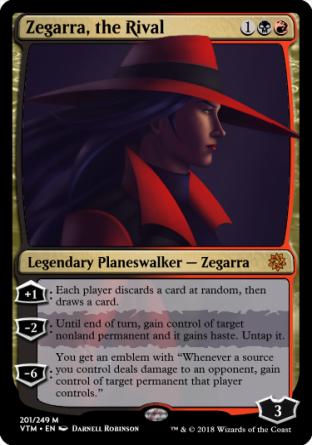 Zegarra, the Rival 1
Legendary Planeswalker — Zegarra
+1: Each player discards a card at random, then
draws a card.
-2: Until end of turn, gain control of target
nonland permanent and it gains haste. Untap it.
You get an emblem with “Whenever a source
-6: you control deals damage to an opponent, gain
control of target permanent that player
controls.”
3
201/249 M
VTM • EN Darnell Robinson ™ & © 2018 Wizards of the Coast